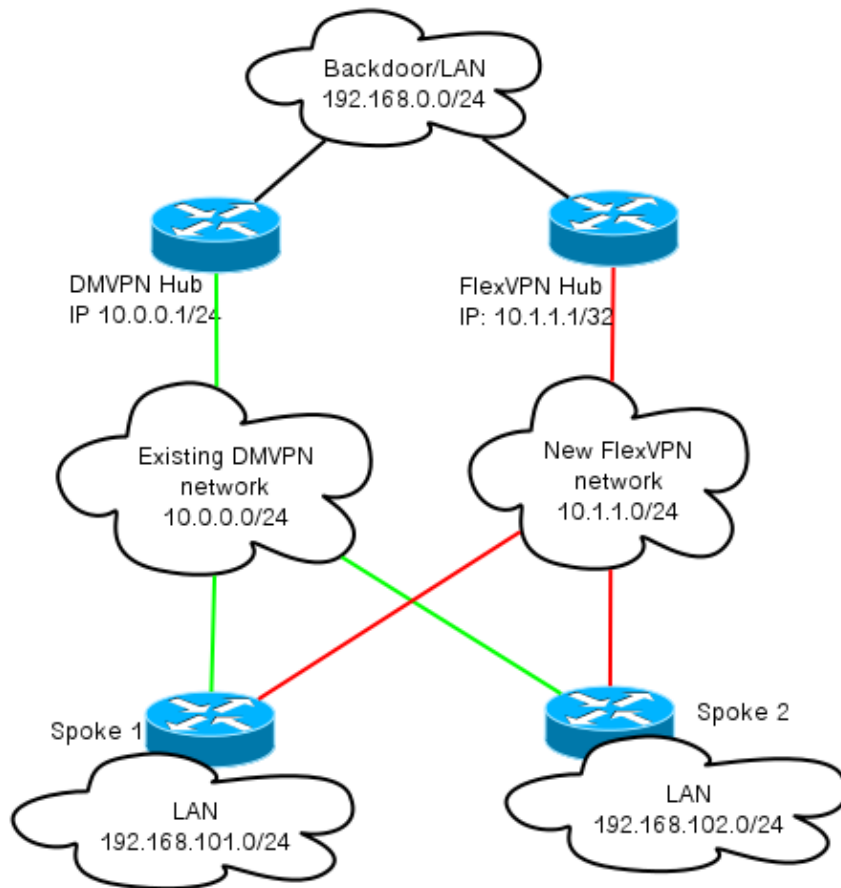 Backdoor/LAN
192.168.0.0/24
DMVPN Hub
IP 10.0.0.1/24
FlexVPN Hub
IP: 10.1.1.1/32
Existing DMVPN
network
10.0.0.0/24
New FlexVPN
network
10.1.1.0/24
Spoke 1
Spoke 2
LAN
192.168.101.0/24
LAN
192.168.102.0/24